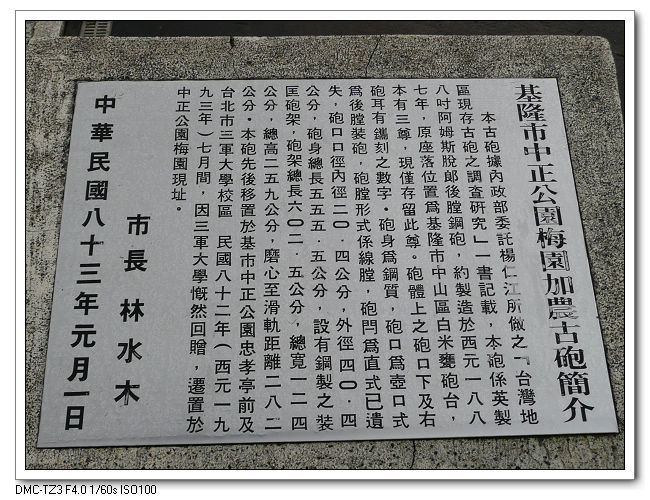 基隆市中正公園梅園加農古砲簡介
本古砲據內政部委託楊仁江所做之『台灣地
區現存古砲之調查研究』一書記載，本砲係英製
八吋阿姆斯脫郎後膛鋼砲，約製造於西元一八八
七年，原座落位置爲基隆市中山區白米甕砲台，
本有三尊，現僅存留此尊。砲體上之砲口下及右
砲耳有鐫刻之數字。砲身爲鋼質，砲口爲壺口式
爲後膛裝砲，砲膛形式係線膛，砲閂爲直式已遺
失，砲口口徑內徑二０．四公分，外徑四０．四
公分，砲身總長五五五．五公分，設有鋼製之裝
匡砲架，砲架總長六０二．五公分，總寬一二四
公分，總高二五九公分，磨心至滑軌距離二八二
公分。本砲先後移置於基市中正公園忠孝亭前及
台北市三軍大學校區　民國八十二年（西元一九
九三年）七月間，因三軍大學慨然回贈，遷置於
中正公園梅園現址。
市長 林水木
中華民國八十三年元月一日
DMC-TZ3 F4.0 1/60s ISO100